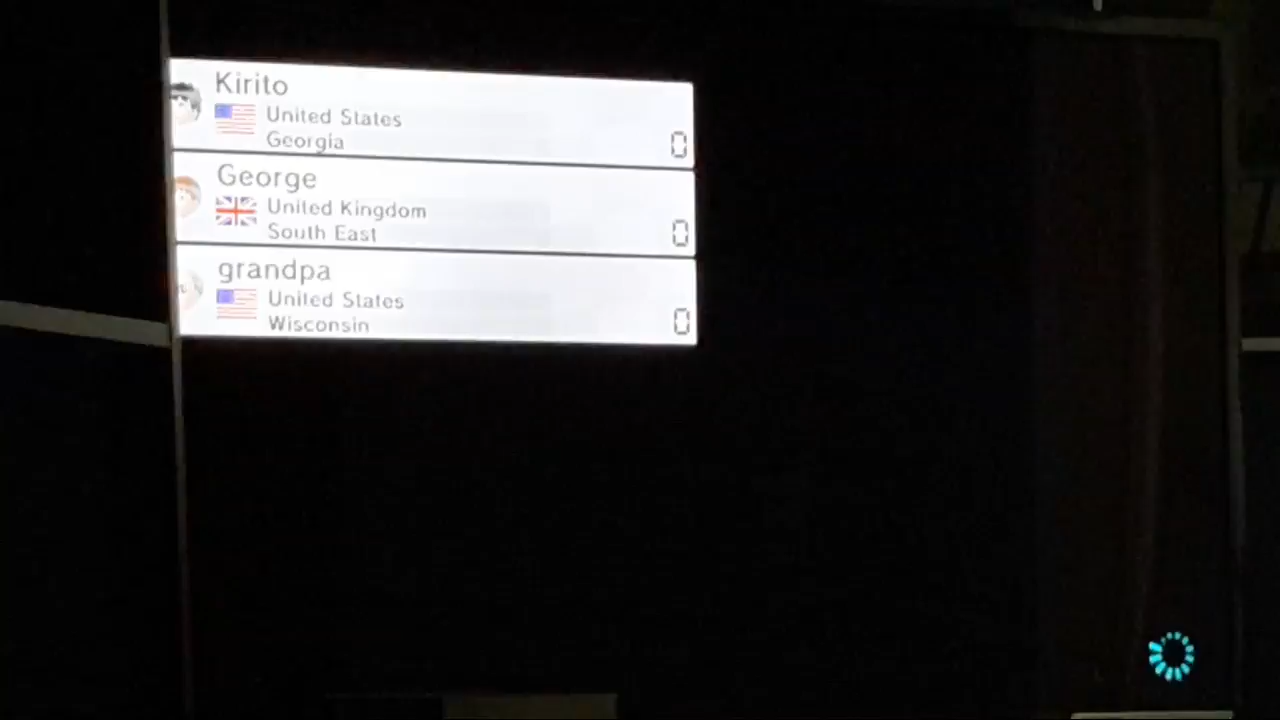 Kirito
United States
Georgia
0
George
United Kingdom
South East
0
grandpa
United States
Wisconsin
0